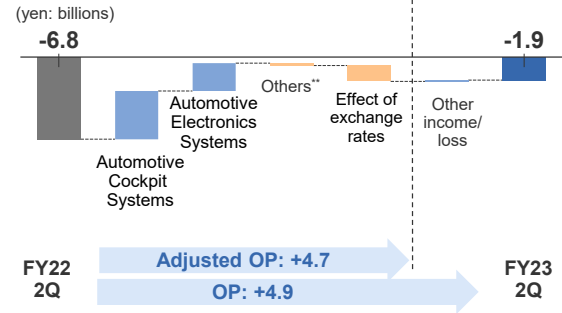 (yen: billions)
-6.8
-1.9
Automotive
Cockpit
Systems
Automotive
Electronics
Systems
Others**
Effect of
exchange
rates
Other
income/
loss
Adjusted OP: +4.7
OP: +4.9
FY22
2Q
FY23
2Q